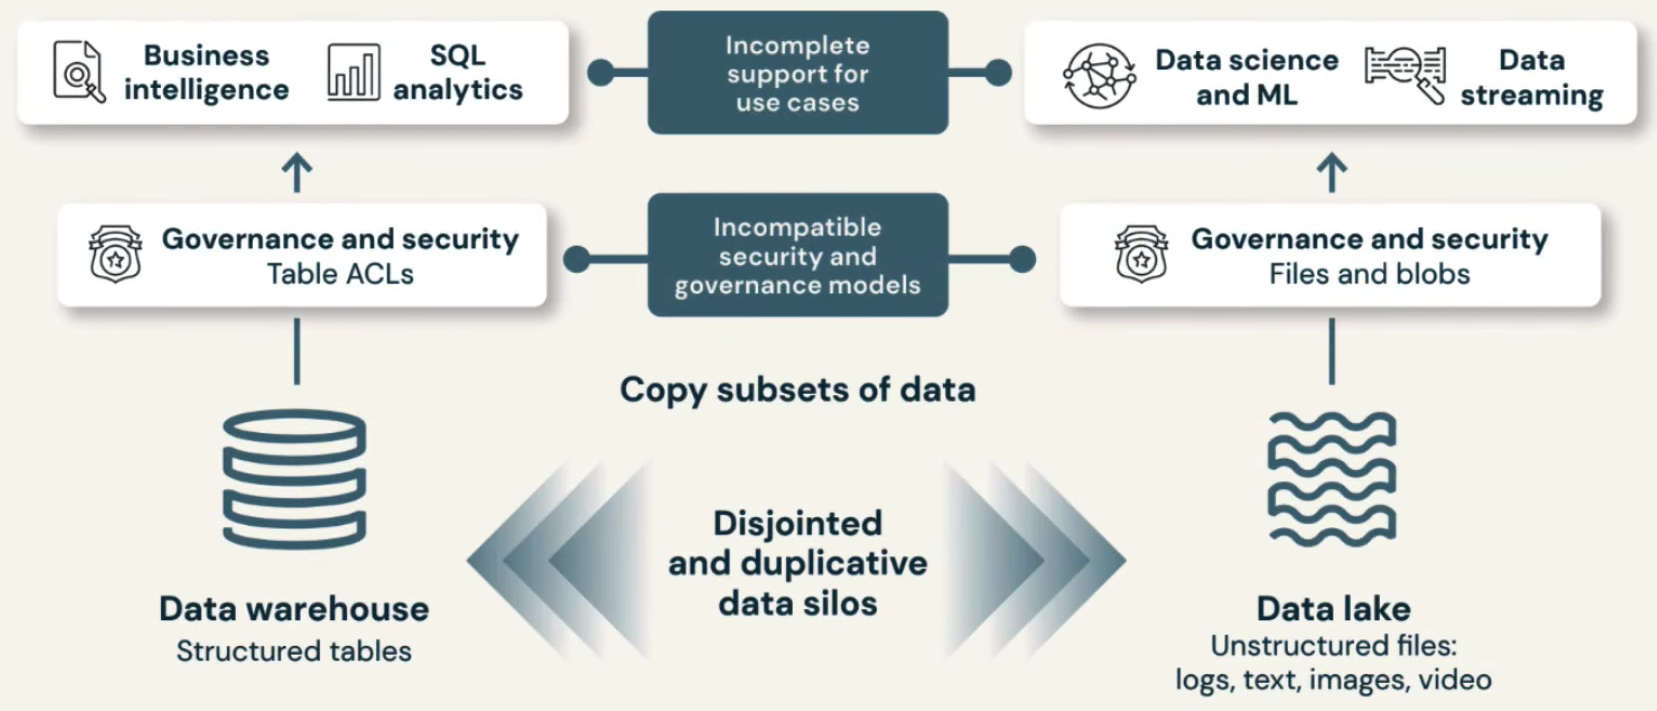 Business
intelligence
SQL
analytics
Incomplete
support for
use cases
Data science
and ML
Data
streaming
Governance and security
Table ACLs
Incompatible
security and
governance models
Governance and security
Files and blobs
Copy subsets of data
Disjointed
and duplicative
data silos
Data warehouse
Structured tables
Data lake
Unstructured files:
logs, text, images, video